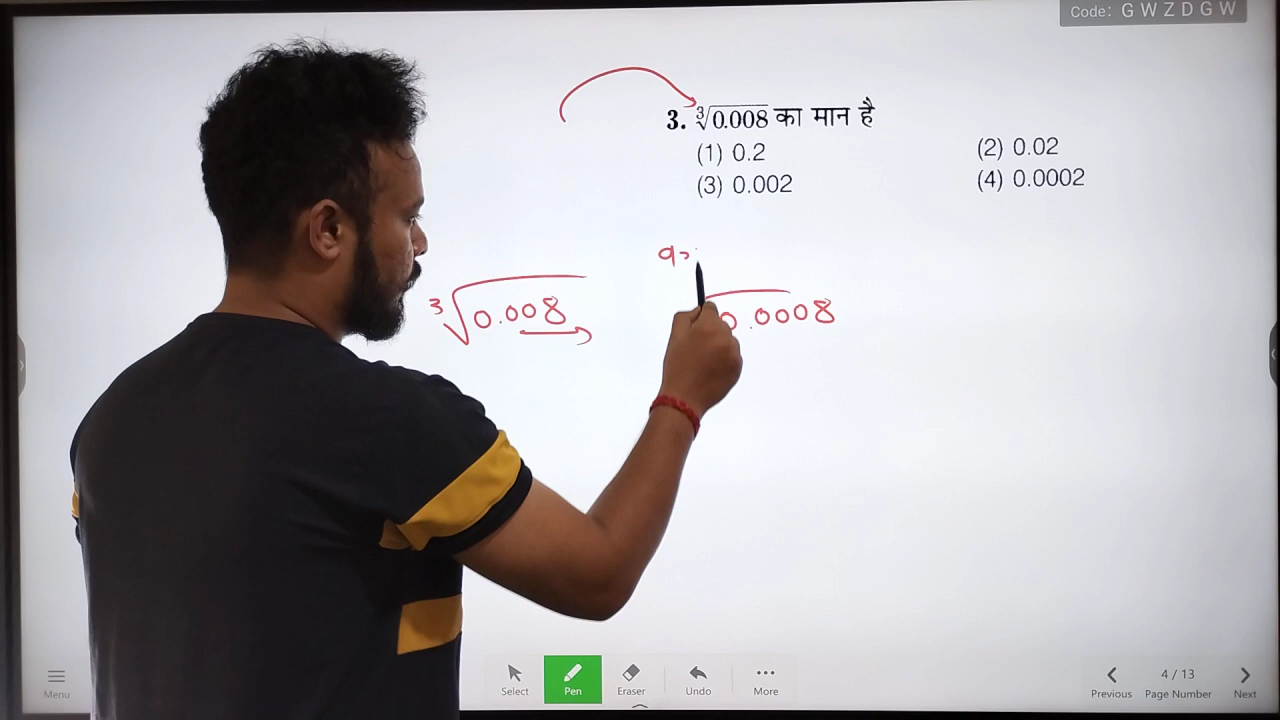 Code: G W Z D G W
3. ∛0.008 का मान है
(1) 0.2
(2) 0.02
(3) 0.002
(4) 0.0002
∛0.008
0.0008
Menu
Select
Pen
Eraser
Undo
More
Previous
4 / 13
Page Number
Next